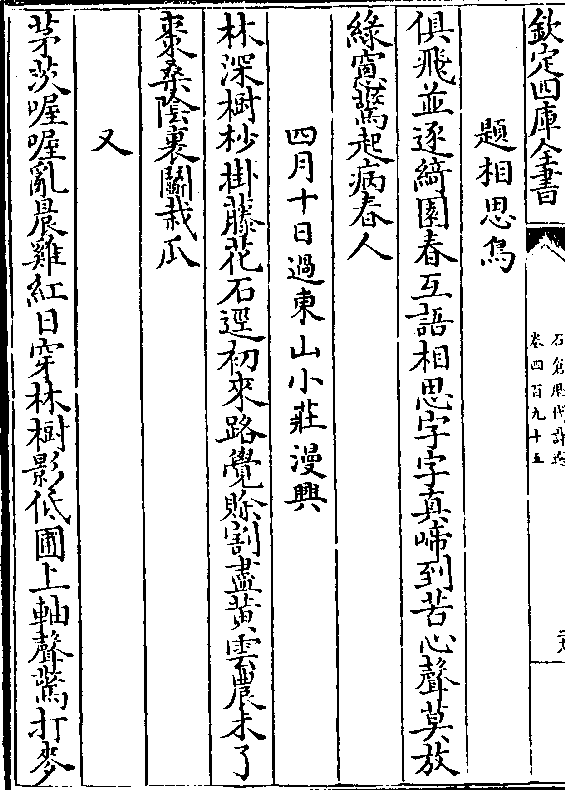 欽定四庫全書
石倉歷代詩選
卷四百九十五
題相思鳥
俱飛並逐綺園春互語相思字字真啼到苦心聲莫放
綠窻驚起病春人
四月十日過東山小莊漫興
林深樹杪掛藤花石逕初來路覺賖割盡黃雲農未了
棗桑陰裏鬬栽瓜
又
茅茨喔喔亂晨雞紅日穿林樹影低圃上軸聲驚打麥